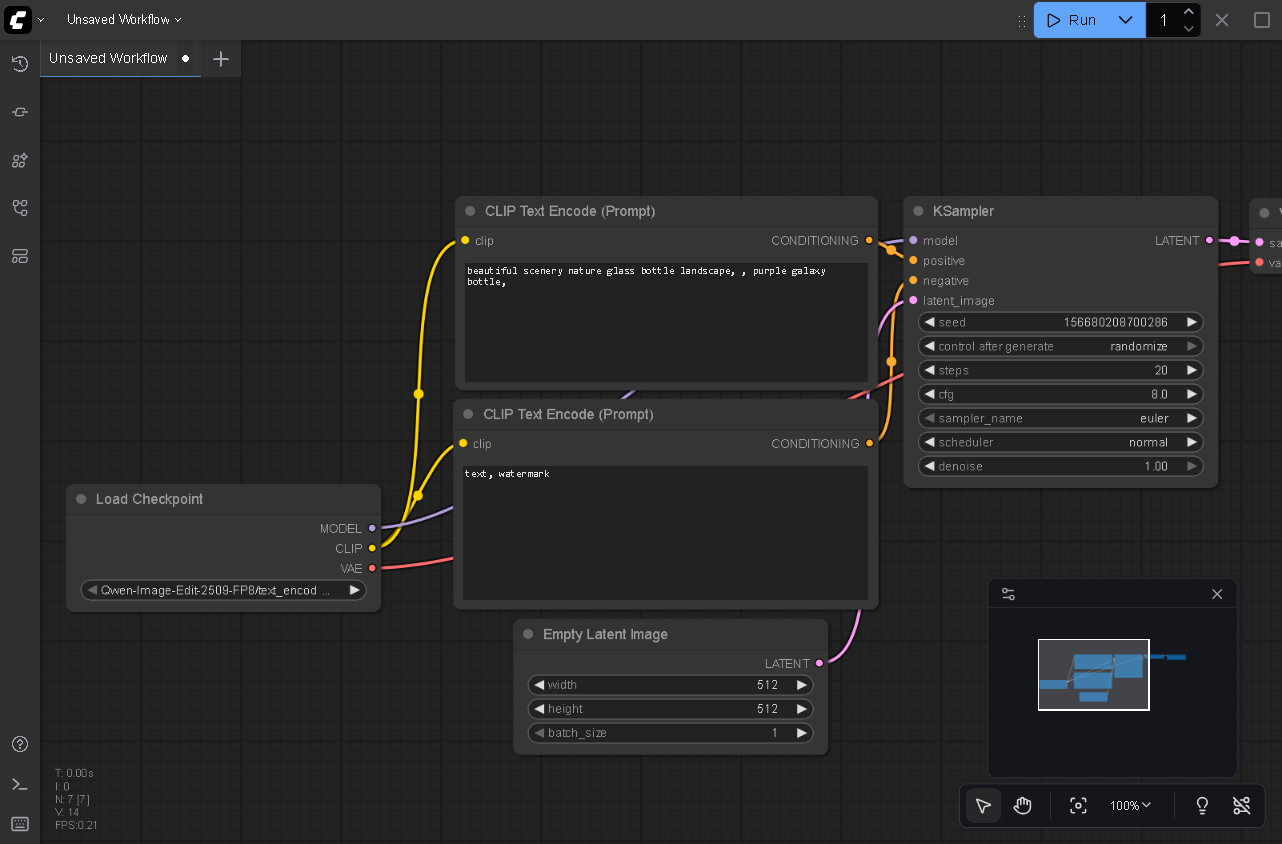 Unsaved Workflow
Run
1
Unsaved Workflow
CLIP Text Encode (Prompt)
clip
CONDITIONING
beautiful scenery nature glass bottle landscape, , purple galaxy
bottle,
CLIP Text Encode (Prompt)
clip
CONDITIONING
text, watermark
Load Checkpoint
MODEL
CLIP
VAE
Qwen-Image-Edit-2509-FP8/text_encod ...
Empty Latent Image
LATENT
width 512
height 512
batch_size 1
KSampler
model
LATENT
positive
negative
latent_image
seed 156680208700286
control after generate randomize
steps 20
cfg 8.0
sampler_name euler
scheduler normal
denoise 1.00
sa
va
T: 0.00s
I: 0
N: 7 [7]
V: 14
FPS:0.21
100%